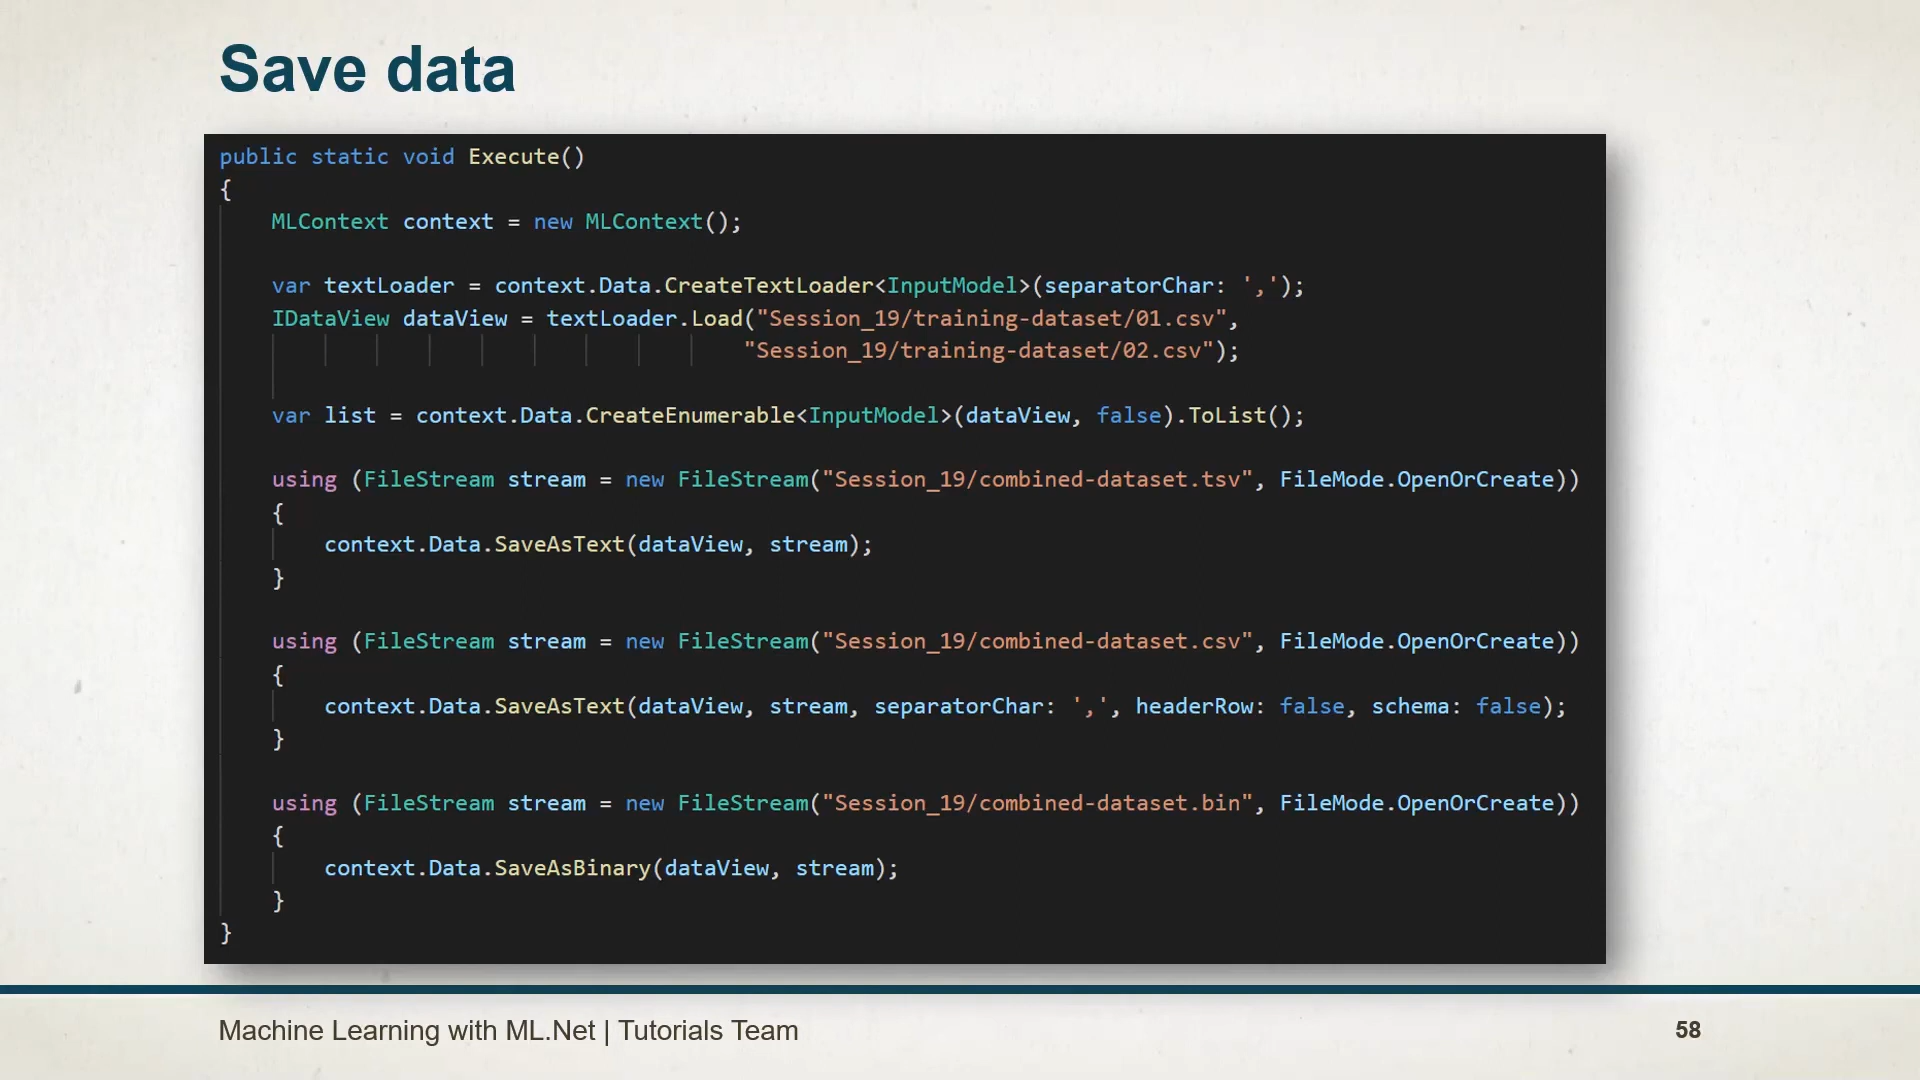 Save data
public static void Execute()
{
MLContext context = new MLContext();
var textLoader = context.Data.CreateTextLoader<InputModel>(separatorChar: ',');
IDataView dataView = textLoader.Load("Session_19/training-dataset/01.csv",
"Session_19/training-dataset/02.csv");
var list = context.Data.CreateEnumerable<InputModel>(dataView, false).ToList();
using (FileStream stream = new FileStream("Session_19/combined-dataset.tsv", FileMode.OpenOrCreate))
{
context.Data.SaveAsText(dataView, stream);
}
using (FileStream stream = new FileStream("Session_19/combined-dataset.csv", FileMode.OpenOrCreate))
{
context.Data.SaveAsText(dataView, stream, separatorChar: ',', headerRow: false, schema: false);
}
using (FileStream stream = new FileStream("Session_19/combined-dataset.bin", FileMode.OpenOrCreate))
{
context.Data.SaveAsBinary(dataView, stream);
}
}
Machine Learning with ML.Net | Tutorials Team
58